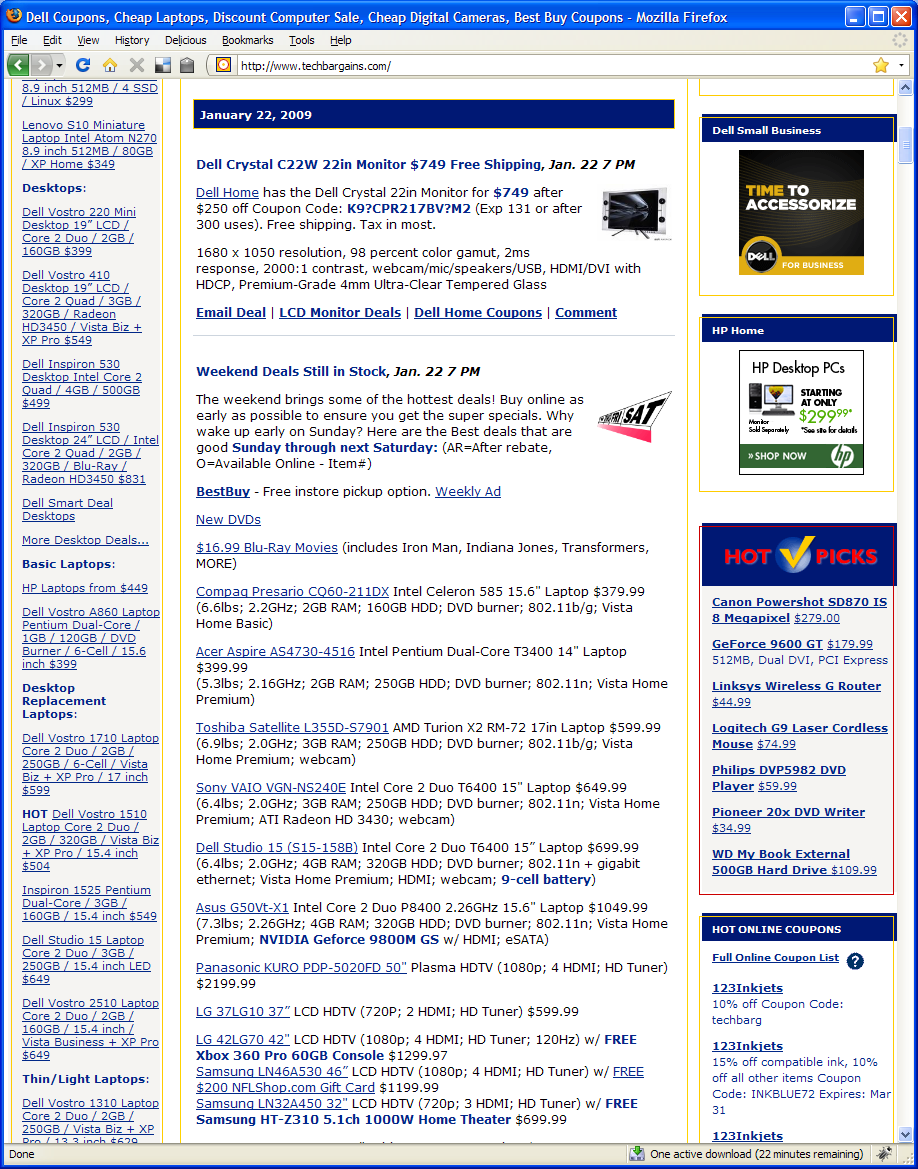 Dell Coupons, Cheap Laptops, Discount Computer Sale, Cheap Digital Cameras, Best Buy Coupons - Mozilla Firefox
File Edit View History Delicious Bookmarks Tools Help
http://www.techbargains.com/
8.9 inch 512MB / 4 SSD
/ Linux $299
Lenovo S10 Miniature
Laptop Intel Atom N270
8.9 inch 512MB / 80GB
/ XP Home $349
Desktops:
Dell Vostro 220 Mini
Desktop 19” LCD /
Core 2 Duo / 2GB /
160GB $399
Dell Vostro 410
Desktop 19” LCD /
Core 2 Quad / 3GB /
320GB / Radeon
HD3450 / Vista Biz +
XP Pro $549
Dell Inspiron 530
Desktop Intel Core 2
Quad / 4GB / 500GB
$499
Dell Inspiron 530
Desktop 24” LCD / Intel
Core 2 Quad / 2GB /
320GB / Blu-Ray /
Radeon HD3450 $831
Dell Smart Deal
Desktops
More Desktop Deals...
Basic Laptops:
HP Laptops from $449
Dell Vostro A860 Laptop
Pentium Dual-Core /
1GB / 120GB / DVD
Burner / 6-Cell / 15.6
inch $399
Desktop
Replacement
Laptops:
Dell Vostro 1710 Laptop
Core 2 Duo / 2GB /
250GB / 6-Cell / Vista
Biz + XP Pro / 17 inch
$599
HOT Dell Vostro 1510
Laptop Core 2 Duo /
2GB / 320GB / Vista Biz
+ XP Pro / 15.4 inch
$504
Inspiron 1525 Pentium
Dual-Core / 3GB /
160GB / 15.4 inch $549
Dell Studio 15 Laptop
Core 2 Duo / 3GB /
250GB / 15.4 inch LED
$649
Dell Vostro 2510 Laptop
Core 2 Duo / 2GB /
160GB / 15.4 inch /
Vista Business + XP Pro
$649
Thin/Light Laptops:
Dell Vostro 1310 Laptop
Core 2 Duo / 2GB /
250GB / Vista Biz + XP
Pro / 13.3 inch $629
January 22, 2009
Dell Crystal C22W 22in Monitor $749 Free Shipping, Jan. 22 7 PM
Dell Home has the Dell Crystal 22in Monitor for $749 after
$250 off Coupon Code: K9?CPR217BV?M2 (Exp 131 or after
300 uses). Free shipping. Tax in most.
1680 x 1050 resolution, 98 percent color gamut, 2ms
response, 2000:1 contrast, webcam/mic/speakers/USB, HDMI/DVI with
HDCP, Premium-Grade 4mm Ultra-Clear Tempered Glass
Email Deal | LCD Monitor Deals | Dell Home Coupons | Comment
Weekend Deals Still in Stock, Jan. 22 7 PM
The weekend brings some of the hottest deals! Buy online as
early as possible to ensure you get the super specials. Why
wake up early on Sunday? Here are the Best deals that are
good Sunday through next Saturday: (AR=After rebate,
O=Available Online - Item#)
SAT
BestBuy - Free instore pickup option. Weekly Ad
New DVDs
$16.99 Blu-Ray Movies (includes Iron Man, Indiana Jones, Transformers,
MORE)
Compaq Presario CQ60-211DX Intel Celeron 585 15.6" Laptop $379.99
(6.6lbs; 2.2GHz; 2GB RAM; 160GB HDD; DVD burner; 802.11b/g; Vista
Home Basic)
Acer Aspire AS4730-4516 Intel Pentium Dual-Core T3400 14" Laptop
$399.99
(5.3lbs; 2.16GHz; 2GB RAM; 250GB HDD; DVD burner; 802.11n; Vista Home
Premium)
Toshiba Satellite L355D-S7901 AMD Turion X2 RM-72 17in Laptop $599.99
(6.9lbs; 2.0GHz; 3GB RAM; 250GB HDD; DVD burner; 802.11b/g; Vista
Home Premium; webcam)
Sony VAIO VGN-NS240E Intel Core 2 Duo T6400 15" Laptop $649.99
(6.4lbs; 2.0GHz; 3GB RAM; 250GB HDD; DVD burner; 802.11n; Vista Home
Premium; ATI Radeon HD 3430; webcam)
Dell Studio 15 (S15-158B) Intel Core 2 Duo T6400 15” Laptop $699.99
(6.4lbs; 2.0GHz; 4GB RAM; 320GB HDD; DVD burner; 802.11n + gigabit
ethernet; Vista Home Premium; HDMI; webcam; 9-cell battery)
Asus G50Vt-X1 Intel Core 2 Duo P8400 2.26GHz 15.6" Laptop $1049.99
(7.3lbs; 2.26GHz; 4GB RAM; 320GB HDD; DVD burner; 802.11n; Vista Home
Premium; NVIDIA Geforce 9800M GS w/ HDMI; eSATA)
Panasonic KURO PDP-5020FD 50" Plasma HDTV (1080p; 4 HDMI; HD Tuner)
$2199.99
LG 37LG10 37” LCD HDTV (720P; 2 HDMI; HD Tuner) $599.99
LG 42LG70 42" LCD HDTV (1080p; 4 HDMI; HD Tuner; 120Hz) w/ FREE
Xbox 360 Pro 60GB Console $1299.97
Samsung LN46A530 46” LCD HDTV (1080p; 4 HDMI; HD Tuner) w/ FREE
$200 NFLShop.com Gift Card $1199.99
Samsung LN32A450 32" LCD HDTV (720p; 3 HDMI; HD Tuner) w/ FREE
Samsung HT-Z310 5.1ch 1000W Home Theater $699.99
Dell Small Business
TIME TO
ACCESSORIZE
DELL FOR BUSINESS
HP Home
HP Desktop PCs
STARTING
AT ONLY
$299.99*
Monitor
Sold Separately
*See site for details
» SHOP NOW hp
HOT PICKS
Canon Powershot SD870 IS
8 Megapixel $279.00
GeForce 9600 GT $179.99
512MB, Dual DVI, PCI Express
Linksys Wireless G Router
$44.99
Logitech G9 Laser Cordless
Mouse $74.99
Philips DVP5982 DVD
Player $59.99
Pioneer 20x DVD Writer
$34.99
WD My Book External
500GB Hard Drive $109.99
HOT ONLINE COUPONS
Full Online Coupon List ?
123Inkjets
10% off Coupon Code:
techbarg
123Inkjets
15% off compatible ink, 10%
off all other items Coupon
Code: INKBLUE72 Expires: Mar
31
123Inkjets
Done
One active download (22 minutes remaining)